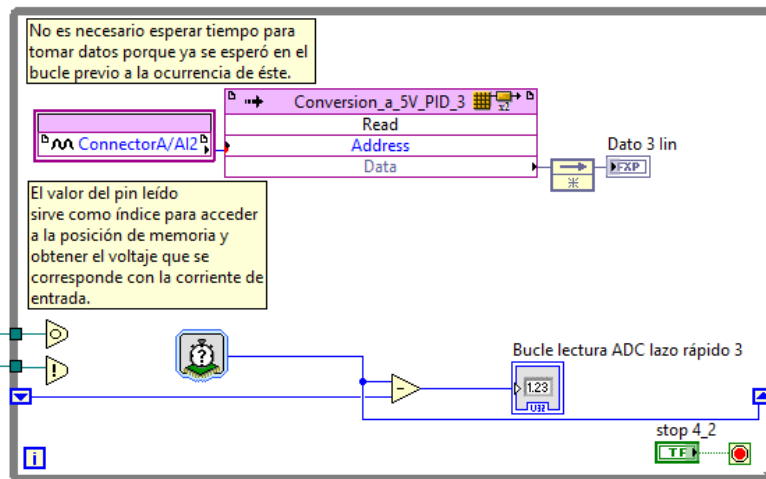 No es necesario esperar tiempo para
tomar datos porque ya se esperó en el
bucle previo a la ocurrencia de éste.
Conversion_a_5V_PID_3
x2
Read
ConnectorA/AI2
Address
Data
Dato 3 lin
FXP
El valor del pin leído
sirve como índice para acceder
a la posición de memoria y
obtener el voltaje que se
corresponde con la corriente de
entrada.
?
!
Bucle lectura ADC lazo rápido 3
1.23
U32
stop 4_2
TF
i